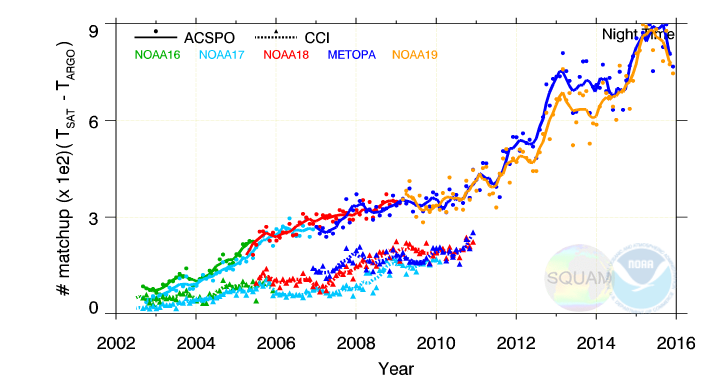 9
ACSPO CCI Night Time
NOAA16 NOAA17 NOAA18 METOPA NOAA19
6
3
0
# matchup (x 1e2)( TSAT - TARGO)
SQUAM NOAA
2002 2004 2006 2008 2010 2012 2014 2016
Year